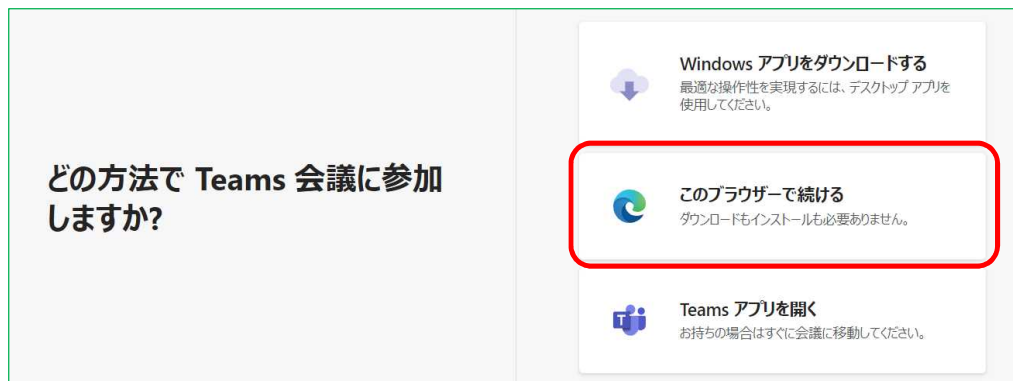 どの方法で Teams 会議に参加
しますか?
Windows アプリをダウンロードする
最適な操作性を実現するには、デスクトップ アプリを
使用してください。
このブラウザーで続ける
ダウンロードもインストールも必要ありません。
Teams アプリを開く
お持ちの場合はすぐに会議に移動してください。